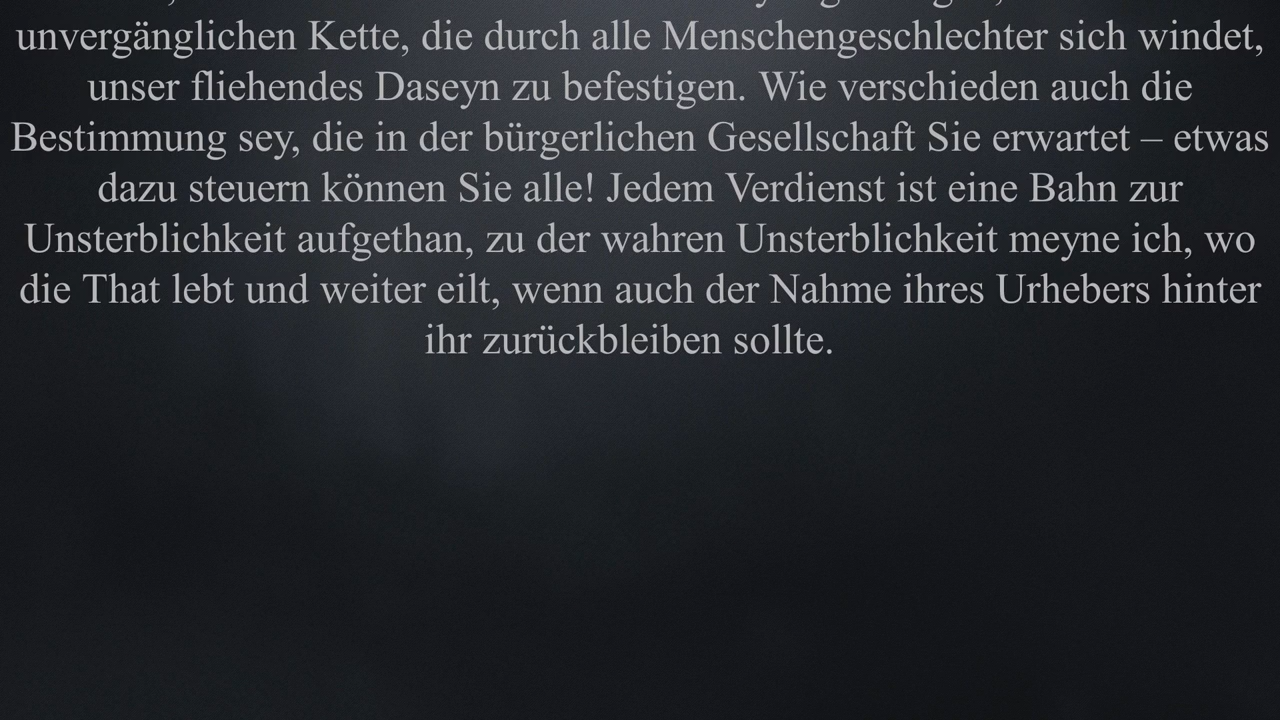 unvergänglichen Kette, die durch alle Menschengeschlechter sich windet,
unser fliehendes Daseyn zu befestigen. Wie verschieden auch die
Bestimmung sey, die in der bürgerlichen Gesellschaft Sie erwartet – etwas
dazu steuern können Sie alle! Jedem Verdienst ist eine Bahn zur
Unsterblichkeit aufgethan, zu der wahren Unsterblichkeit meyne ich, wo
die That lebt und weiter eilt, wenn auch der Nahme ihres Urhebers hinter
ihr zurückbleiben sollte.